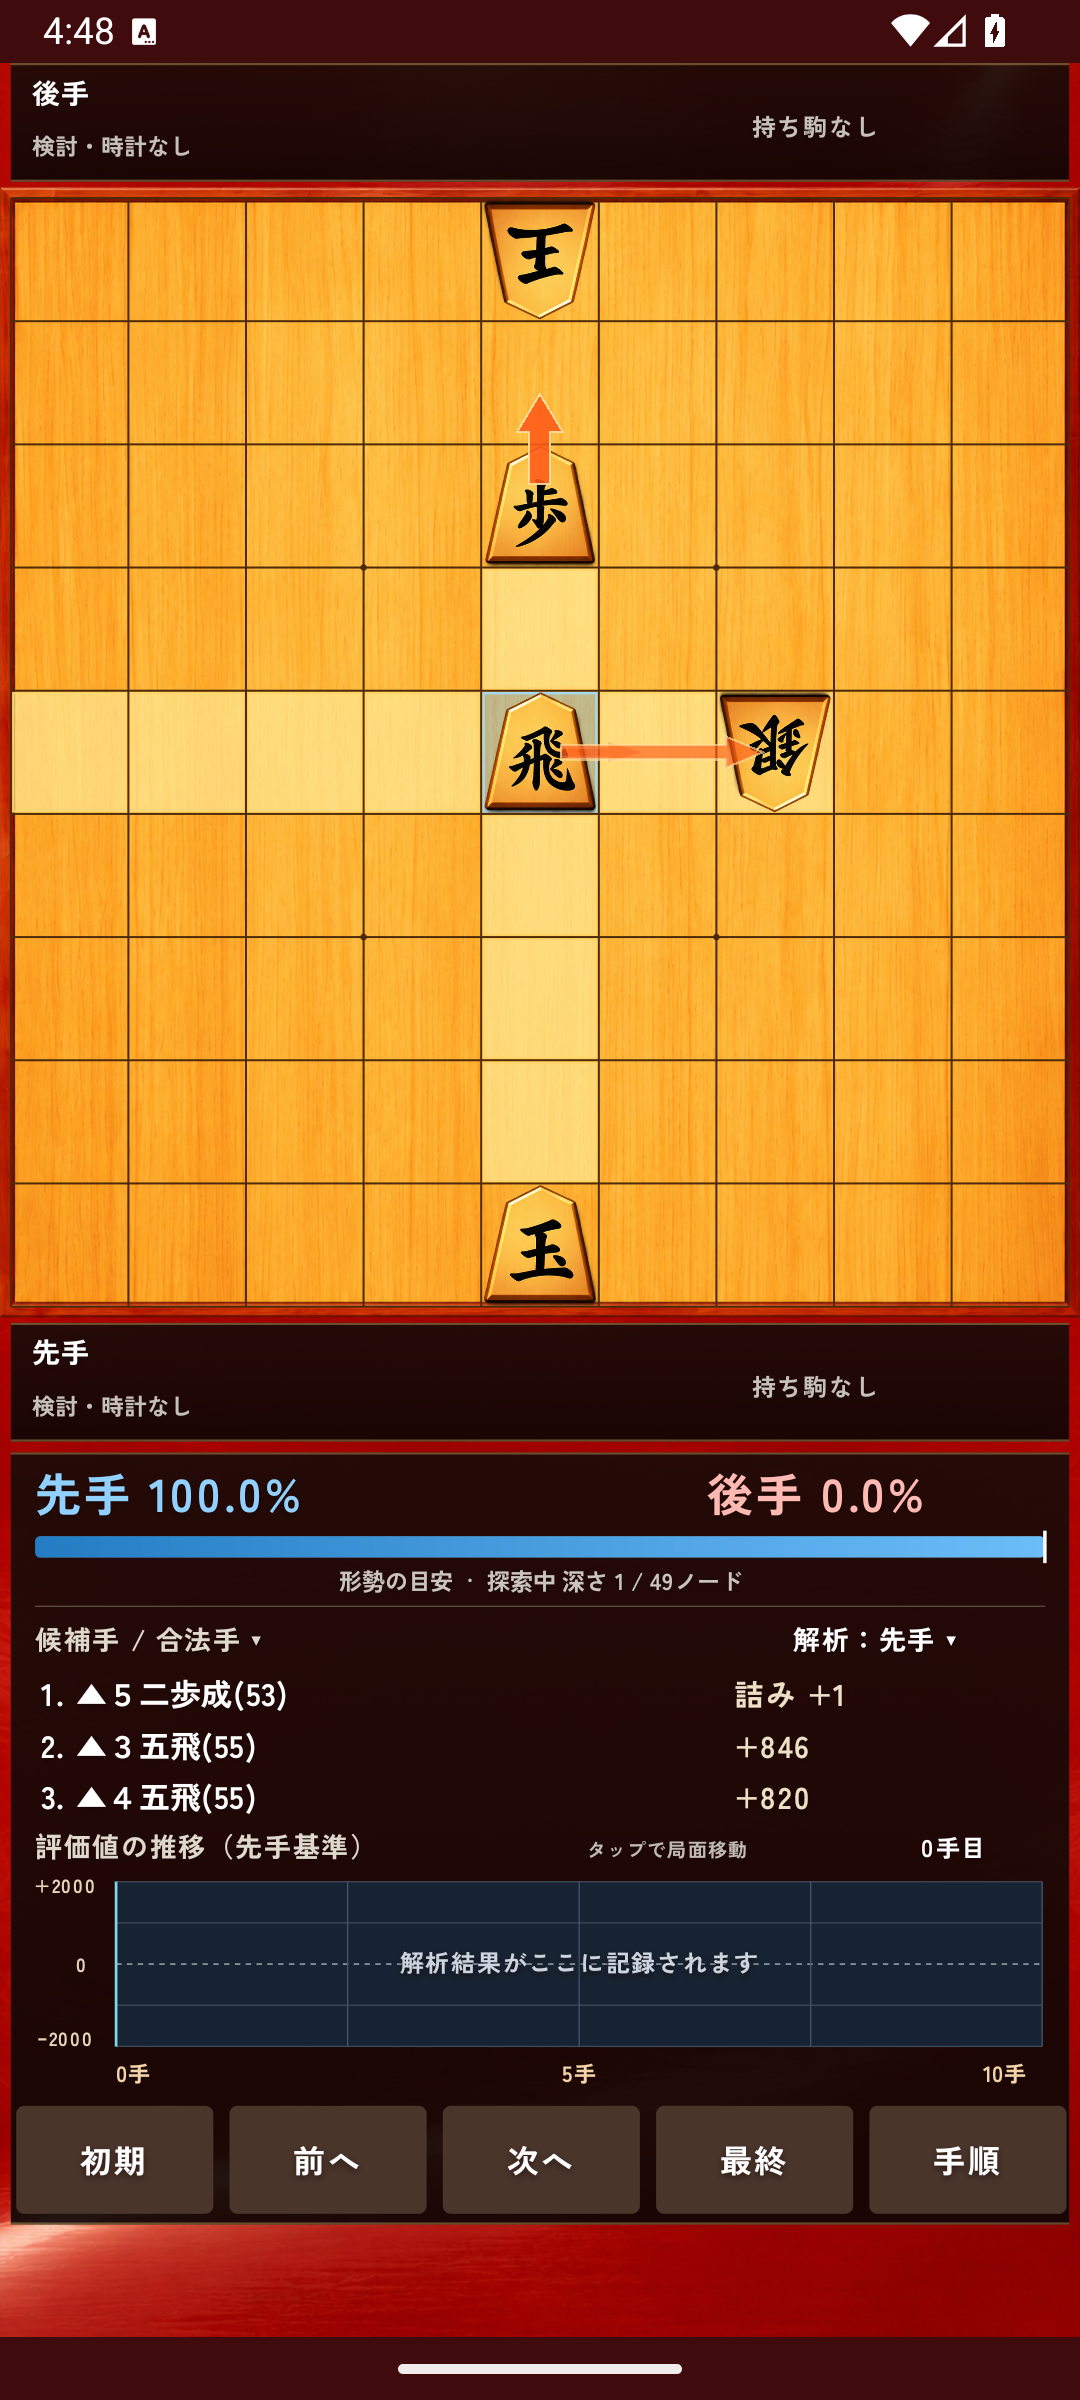 4:48 A
後手
検討・時計なし
持ち駒なし
王
歩
飛
銀
玉
先手
検討・時計なし
持ち駒なし
先手 100.0%
後手 0.0%
形勢の目安 · 探索中 深さ 1 / 49ノード
候補手 / 合法手 ▾
解析：先手 ▾
1. ▲５二歩成(53) 詰み +1
2. ▲３五飛(55) +846
3. ▲４五飛(55) +820
評価値の推移（先手基準） タップで局面移動 0手目
+2000
0
解析結果がここに記録されます
-2000
0手 5手 10手
初期 前へ 次へ 最終 手順